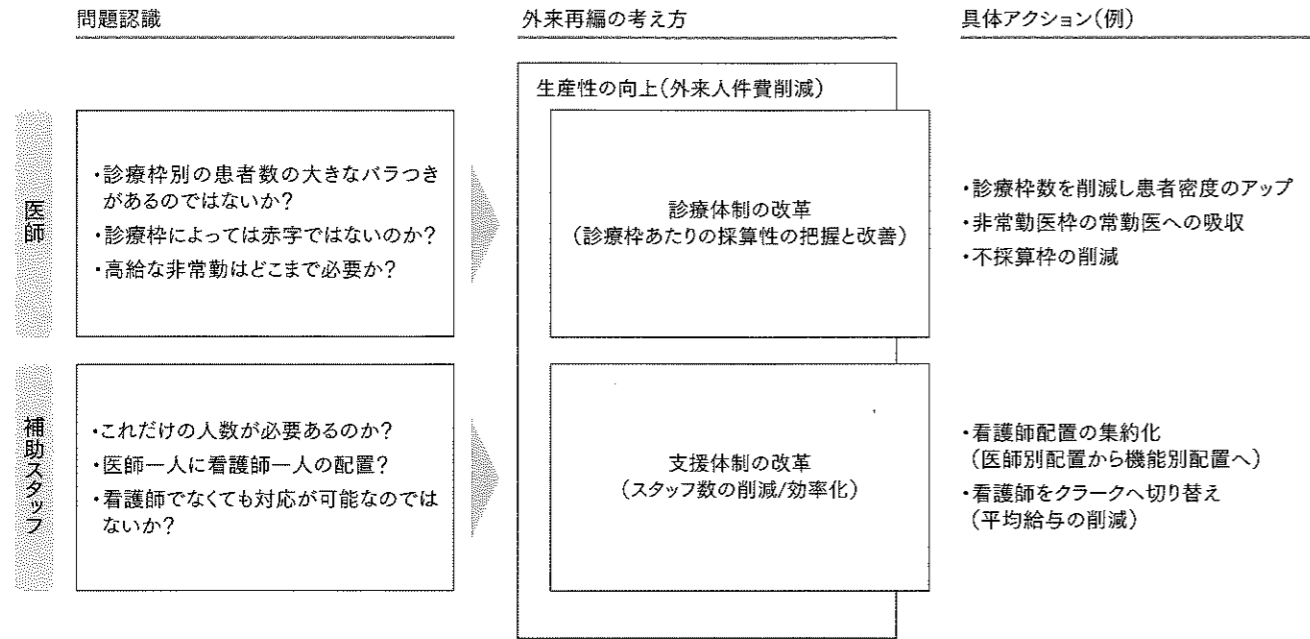 問題認識
外来再編の考え方
具体アクション(例)
生産性の向上(外来人件費削減)
医師
・診療枠別の患者数の大きなバラつき
があるのではないか?
・診療枠によっては赤字ではないのか?
・高給な非常勤はどこまで必要か?
診療体制の改革
(診療枠あたりの採算性の把握と改善)
・診療枠数を削減し患者密度のアップ
・非常勤医枠の常勤医への吸収
・不採算枠の削減
補助スタッフ
・これだけの人数が必要あるのか?
・医師一人に看護師一人の配置?
・看護師でなくても対応が可能なのでは
ないか?
支援体制の改革
(スタッフ数の削減/効率化)
・看護師配置の集約化
(医師別配置から機能別配置へ)
・看護師をクラークへ切り替え
(平均給与の削減)